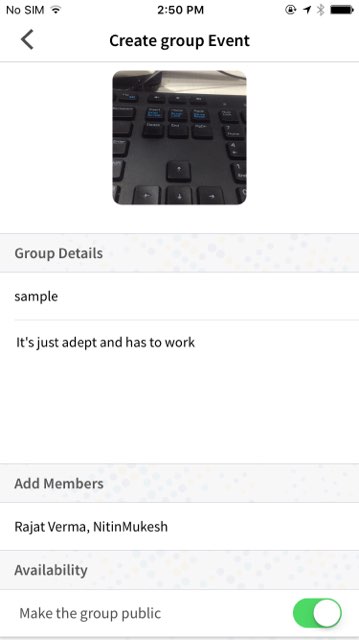 No SIM 2:50 PM
Create group Event
Group Details
sample
It's just adept and has to work
Add Members
Rajat Verma, NitinMukesh
Availability
Make the group public